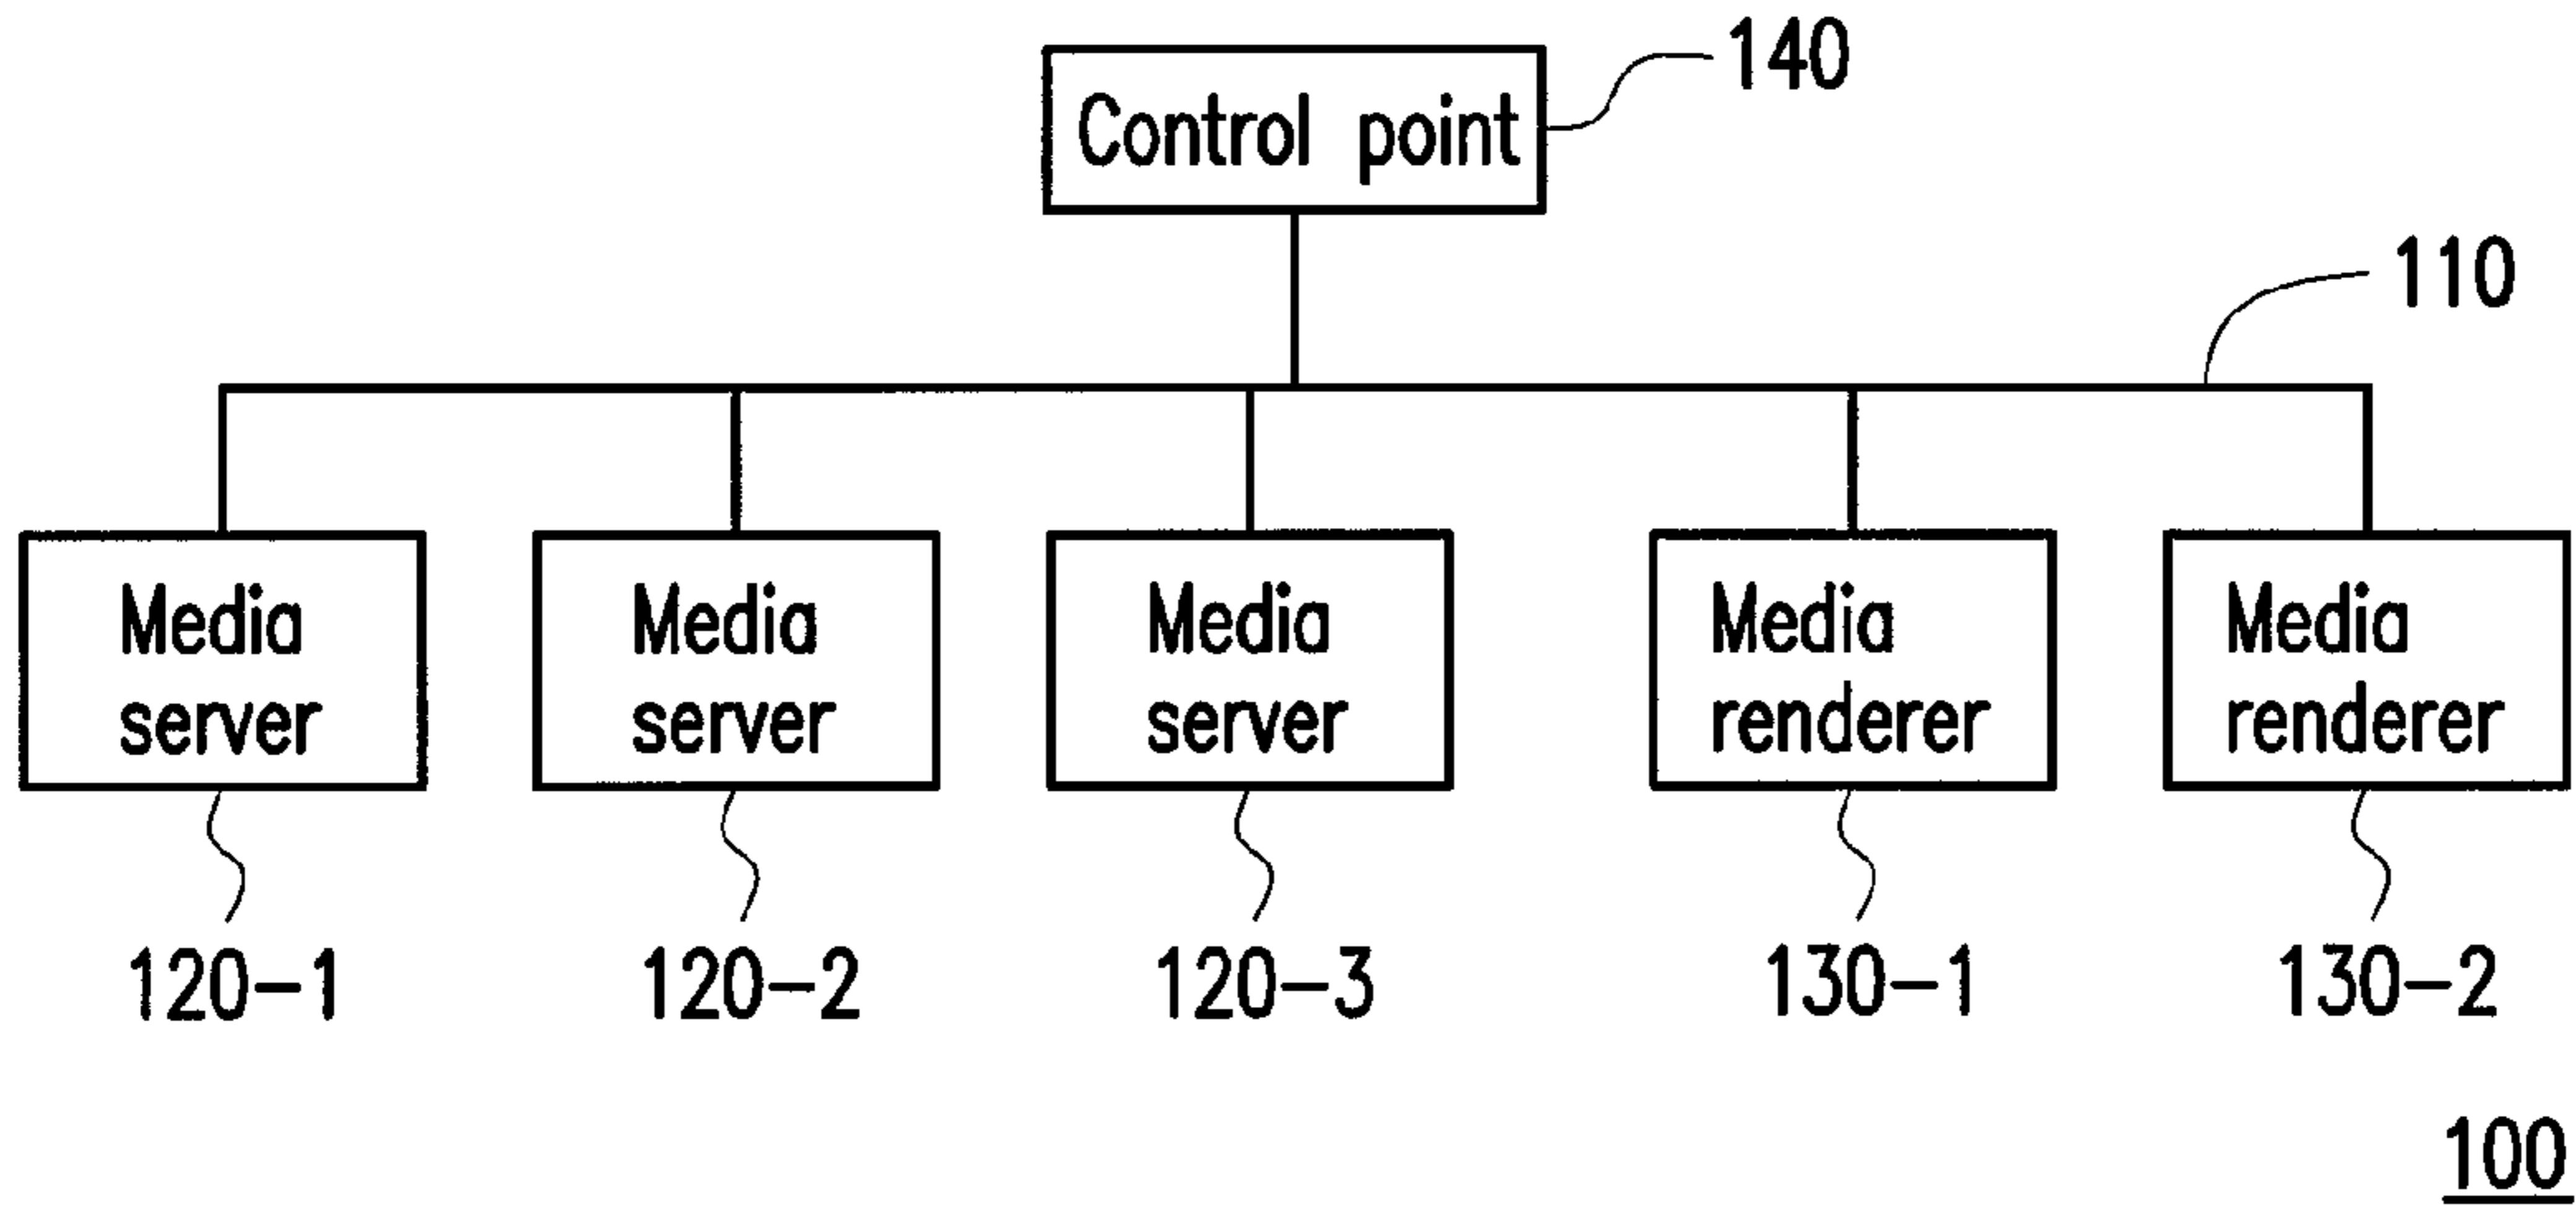 140
Control point
110
Media
server
Media
server
Media
server
Media
renderer
Media
renderer
120-1
120-2
120-3
130-1
130-2
100